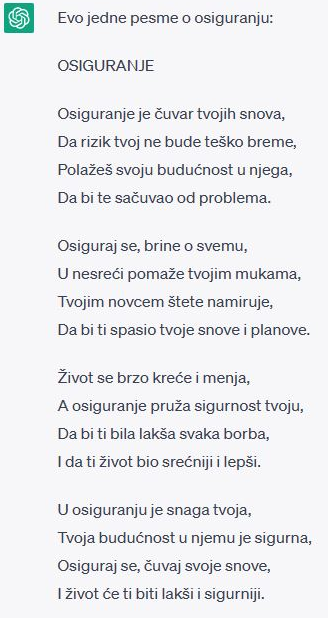 Evo jedne pesme o osiguranju:
OSIGURANJE
Osiguranje je čuvar tvojih snova,
Da rizik tvoj ne bude teško breme,
Polažeš svoju budućnost u njega,
Da bi te sačuvao od problema.
Osiguraj se, brine o svemu,
U nesreći pomaže tvojim mukama,
Tvojim novcem štete namiruje,
Da bi ti spasio tvoje snove i planove.
Život se brzo kreće i menja,
A osiguranje pruža sigurnost tvoju,
Da bi ti bila lakša svaka borba,
I da ti život bio srećniji i lepši.
U osiguranju je snaga tvoja,
Tvoja budućnost u njemu je sigurna,
Osiguraj se, čuvaj svoje snove,
I život će ti biti lakši i sigurniji.